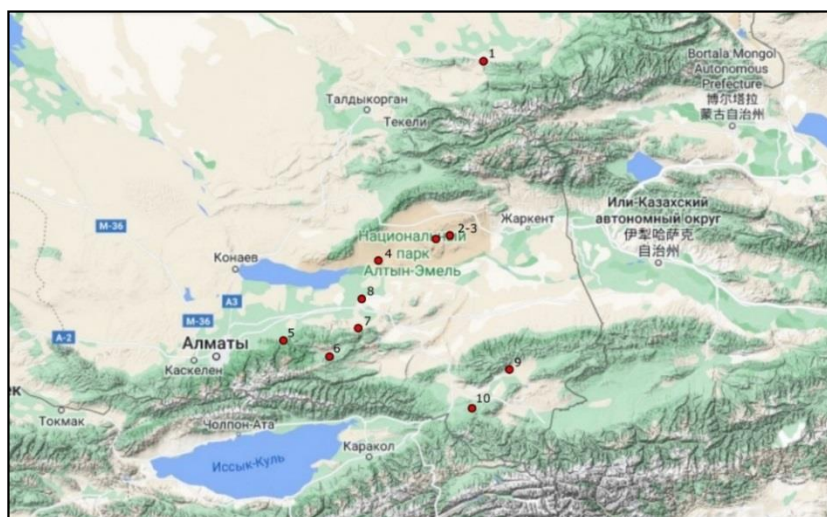 1
Bortala Mongol
Autonomous
Prefecture
博尔塔拉
蒙古自治州
Талдыкорган
Текели
М-36
Или-Казахский
автономный округ
伊犁哈萨克
自治州
Жаркент
2-3
Национальный
парк
Алтын-Эмель
4
Конаев
А3
8
М-36
7
А-2
5
Алматы
6
Каскелен
9
10
ек
Токмак
Чолпон-Ата
Каракол
Иссык-Куль